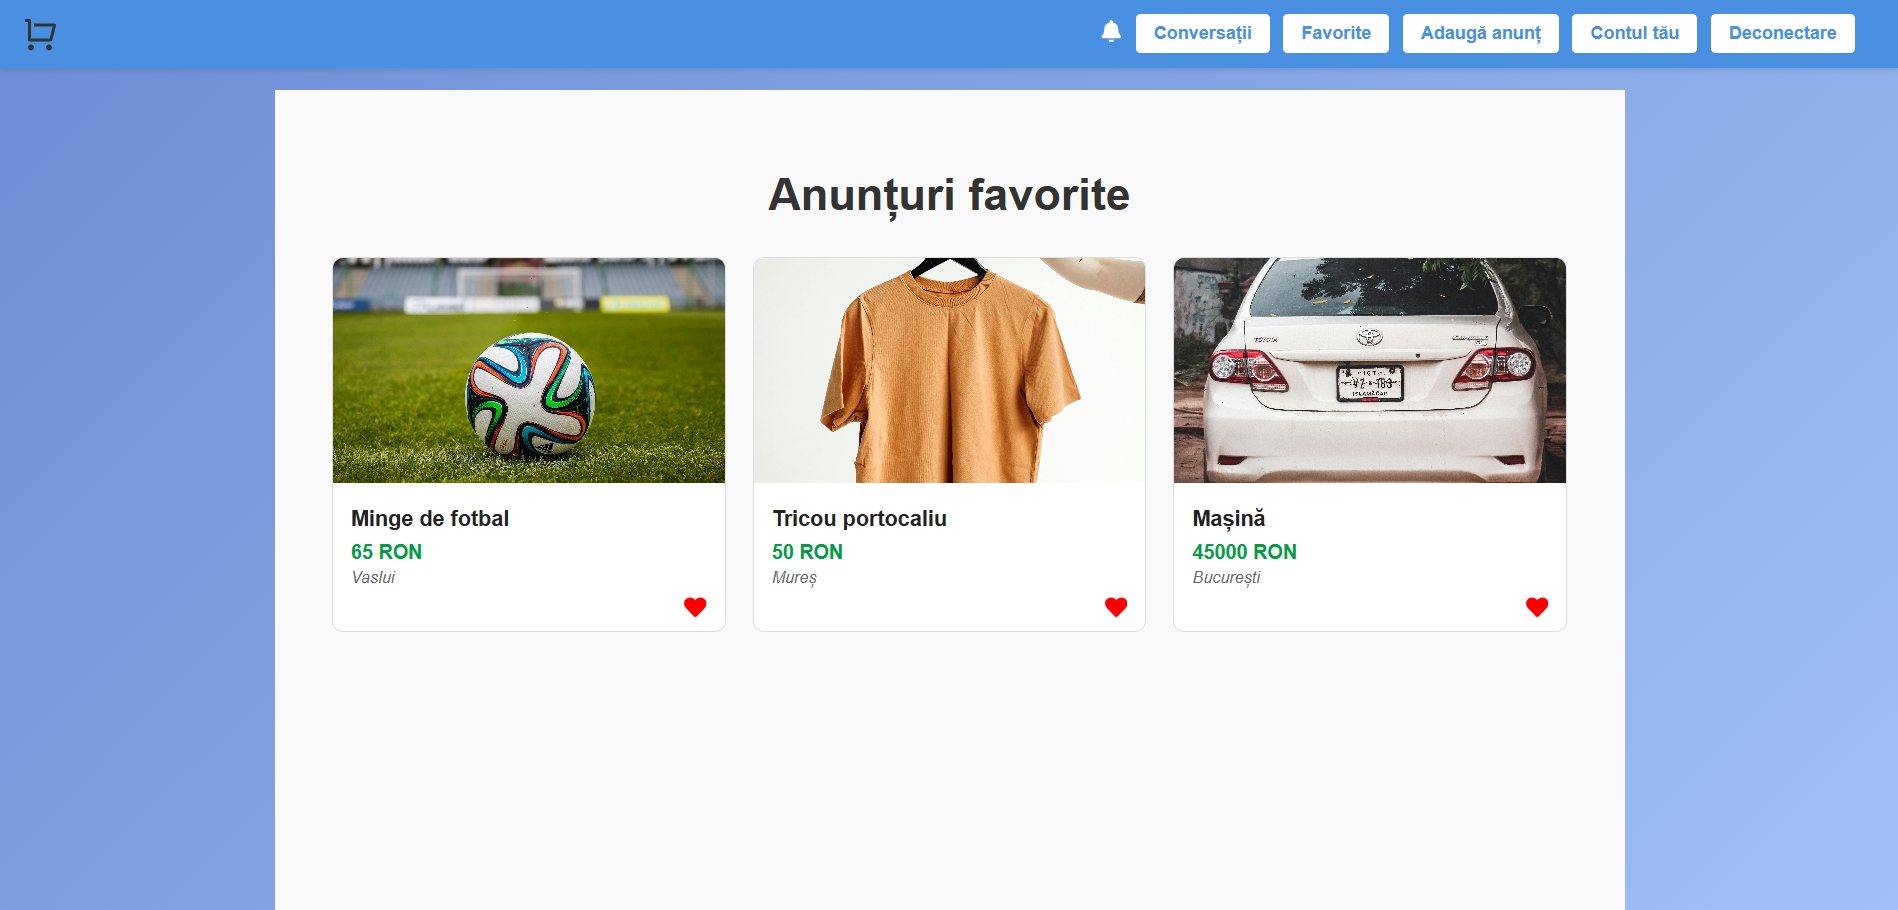 Conversații Favorite Adaugă anunț Contul tău Deconectare
Anunțuri favorite
TOYOTA
Minge de fotbal
65 RON
Vaslui
Tricou portocaliu
50 RON
Mureș
Mașină
45000 RON
București